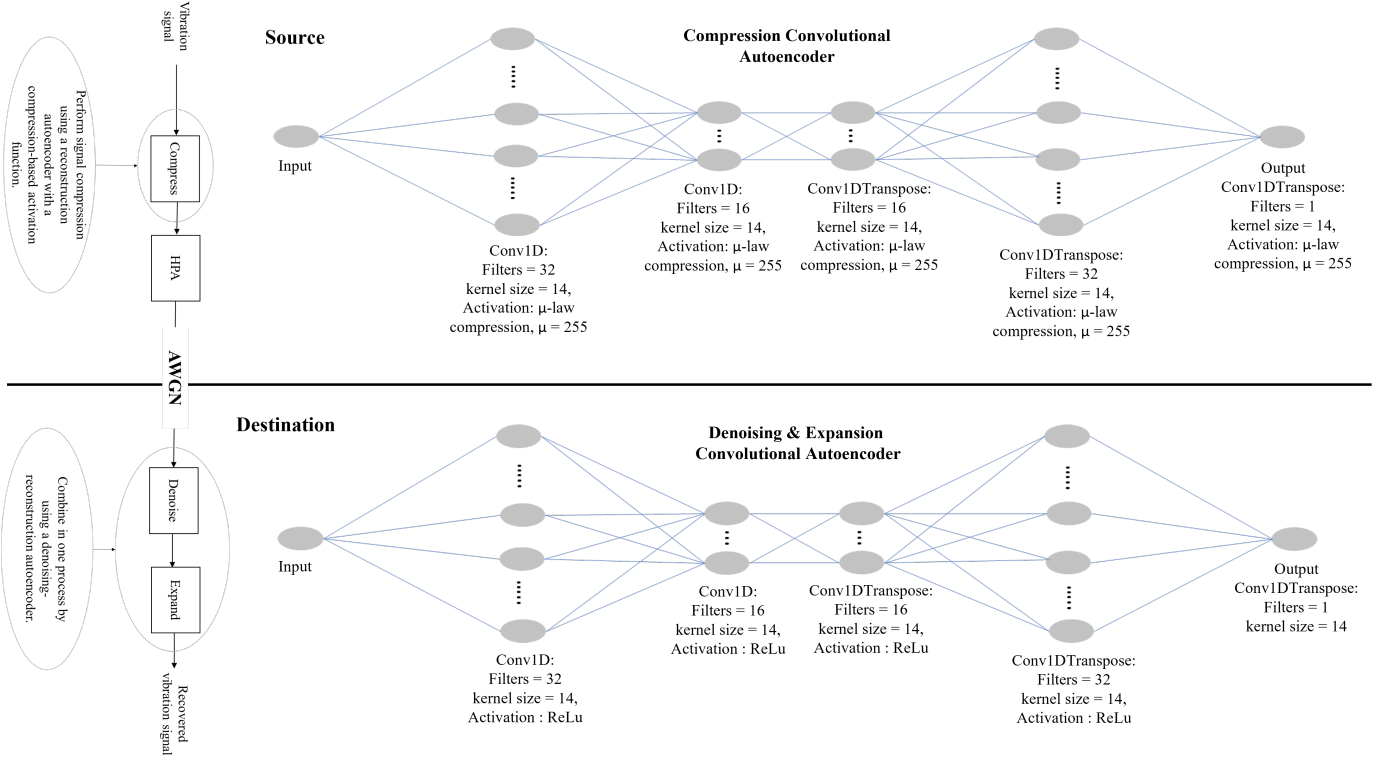 Vibration
signal
Perform signal compression
using a reconstruction
autoencoder with a
compression-based activation
function.
Compress
HPA
AWGN
Combine in one process by
using a denoising-
reconstruction autoencoder.
Denoise
Expand
Recovered
vibration signal
Source
Compression Convolutional
Autoencoder
Input
Conv1D:
Filters = 32
kernel size = 14,
Activation: μ-law
compression, μ = 255
Conv1D:
Filters = 16
kernel size = 14,
Activation: μ-law
compression, μ = 255
Conv1DTranspose:
Filters = 16
kernel size = 14,
Activation: μ-law
compression, μ = 255
Conv1DTranspose:
Filters = 32
kernel size = 14,
Activation: μ-law
compression, μ = 255
Output
Conv1DTranspose:
Filters = 1
kernel size = 14,
Activation: μ-law
compression, μ = 255
Destination
Denoising & Expansion
Convolutional Autoencoder
Input
Conv1D:
Filters = 32
kernel size = 14,
Activation : ReLu
Conv1D:
Filters = 16
kernel size = 14,
Activation : ReLu
Conv1DTranspose:
Filters = 16
kernel size = 14,
Activation : ReLu
Conv1DTranspose:
Filters = 32
kernel size = 14,
Activation : ReLu
Output
Conv1DTranspose:
Filters = 1
kernel size = 14